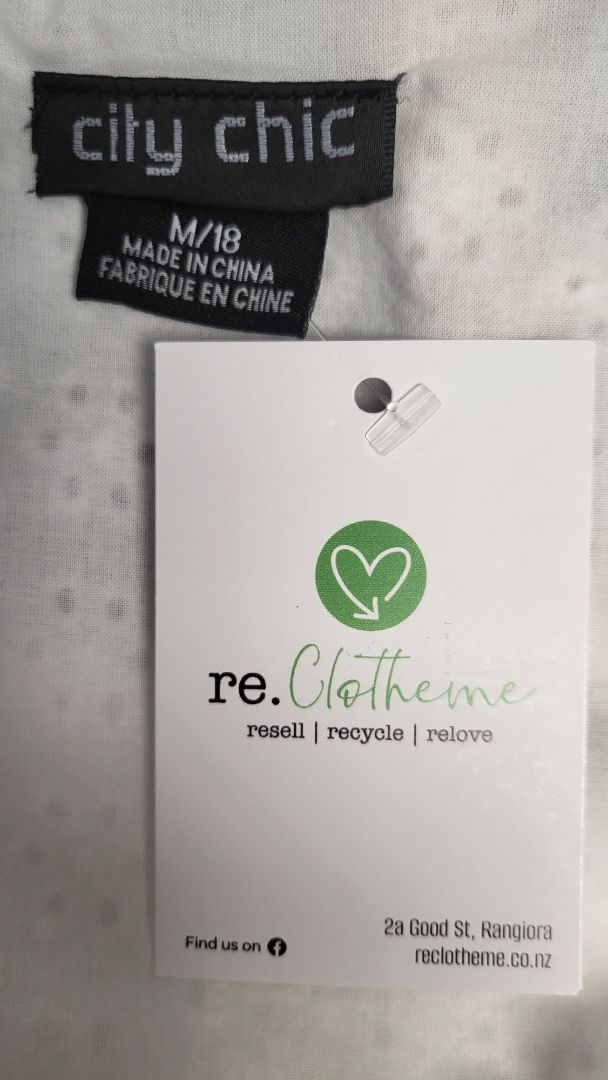 city chic
M/18
MADE IN CHINA
FABRIQUE EN CHINE
re.Clotheme
resell | recycle | relove
Find us on
2a Good St, Rangiora
reclotheme.co.nz